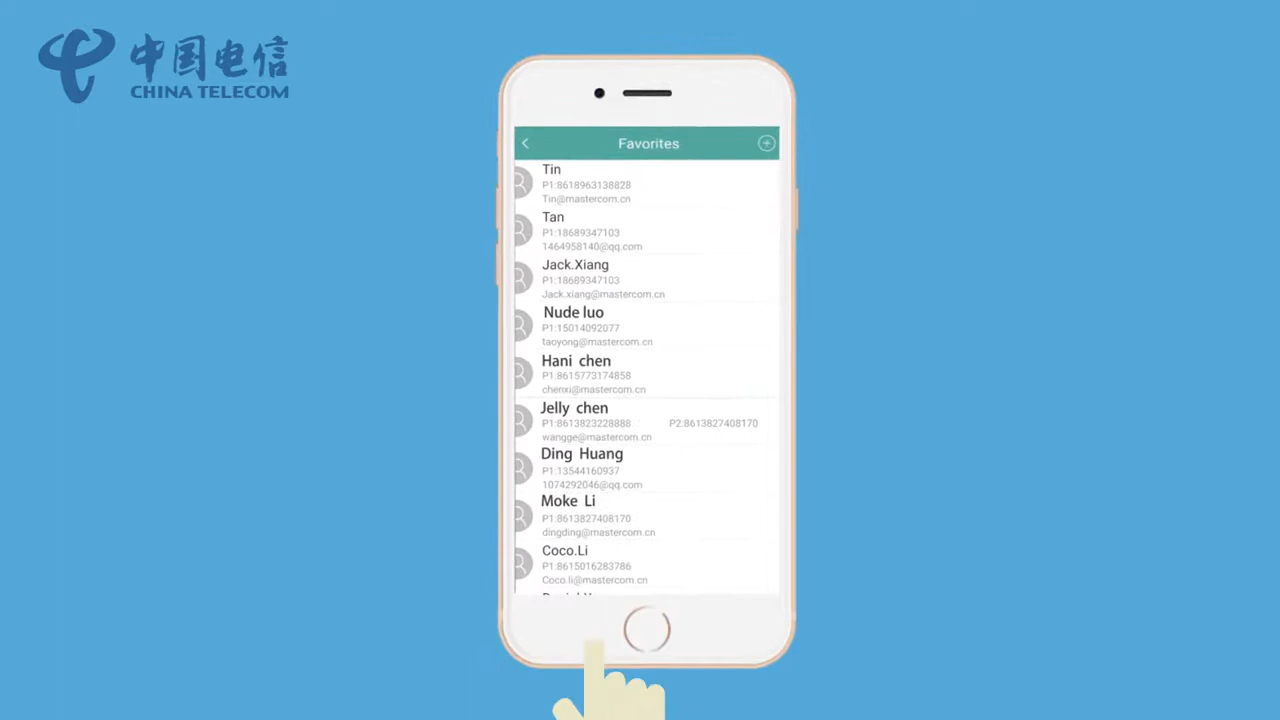 中国电信
CHINA TELECOM
Favorites
Tin
P1:8618963138828
Tin@mastercom.cn
Tan
P1:18689347103
1464958140@qq.com
Jack.Xiang
P1:18689347103
Jack.xiang@mastercom.cn
Nude luo
P1:15014092077
taoyong@mastercom.cn
Hani chen
P1:8615773174858
chenxi@mastercom.cn
Jelly chen
P1:8613823228888 P2:8613827408170
wangge@mastercom.cn
Ding Huang
P1:13544160937
1074292046@qq.com
Moke Li
P1:8613827408170
dingding@mastercom.cn
Coco.Li
P1:8615016283786
Coco.li@mastercom.cn